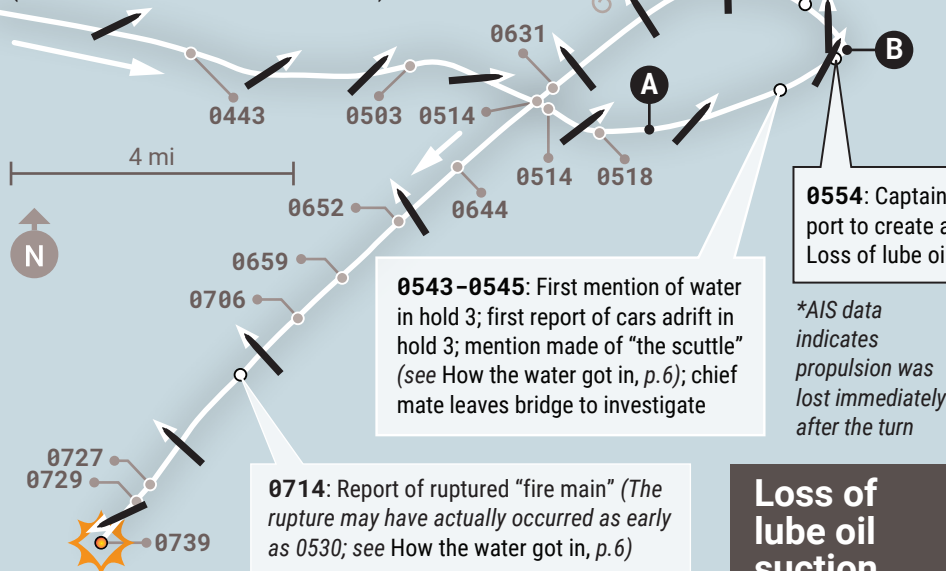 0631
B
A
0443
0503
0514
4 mi
0514
0518
0652
0644
N
0659
0706
0554: Captain
port to create a
Loss of lube oi
0543–0545: First mention of water
in hold 3; first report of cars adrift in
hold 3; mention made of “the scuttle”
(see How the water got in, p.6); chief
mate leaves bridge to investigate
*AIS data
indicates
propulsion was
lost immediately
after the turn
0727
0729
0714: Report of ruptured “fire main” (The
rupture may have actually occurred as early
as 0530; see How the water got in, p.6)
0739
Loss of
lube oil
suction